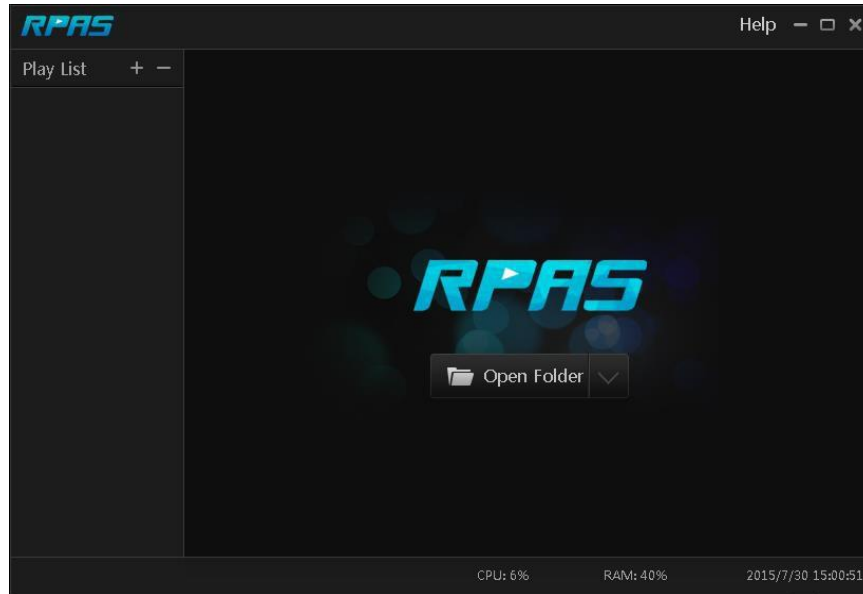 RPAS
Help
Play List + −
RPAS
Open Folder
CPU: 6% RAM: 40% 2015/7/30 15:00:51